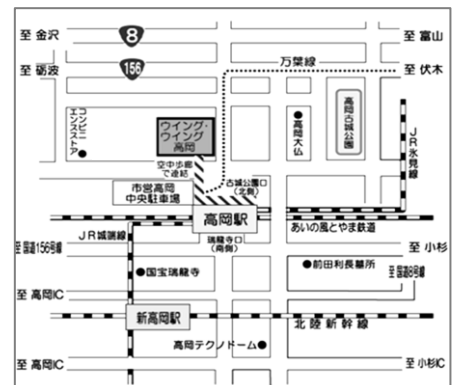 至 金沢
8
至 富山
至 砺波
156
万葉線
至 伏木
コンビニ
エンスストア
ウイング・
ウイング
高岡
高岡大仏
高岡古城公園
JR氷見線
空中歩廊
で連結
市営高岡
中央駐車場
古城公園口
(北側)
高岡駅
あいの風とやま鉄道
JR城端線
瑞龍寺口
(南側)
至 国道156号線
至 小杉
国宝瑞龍寺
前田利長墓所
至 国道8号線
至 高岡IC
新高岡駅
北陸新幹線
高岡テクノドーム
至 高岡IC
至 小杉IC